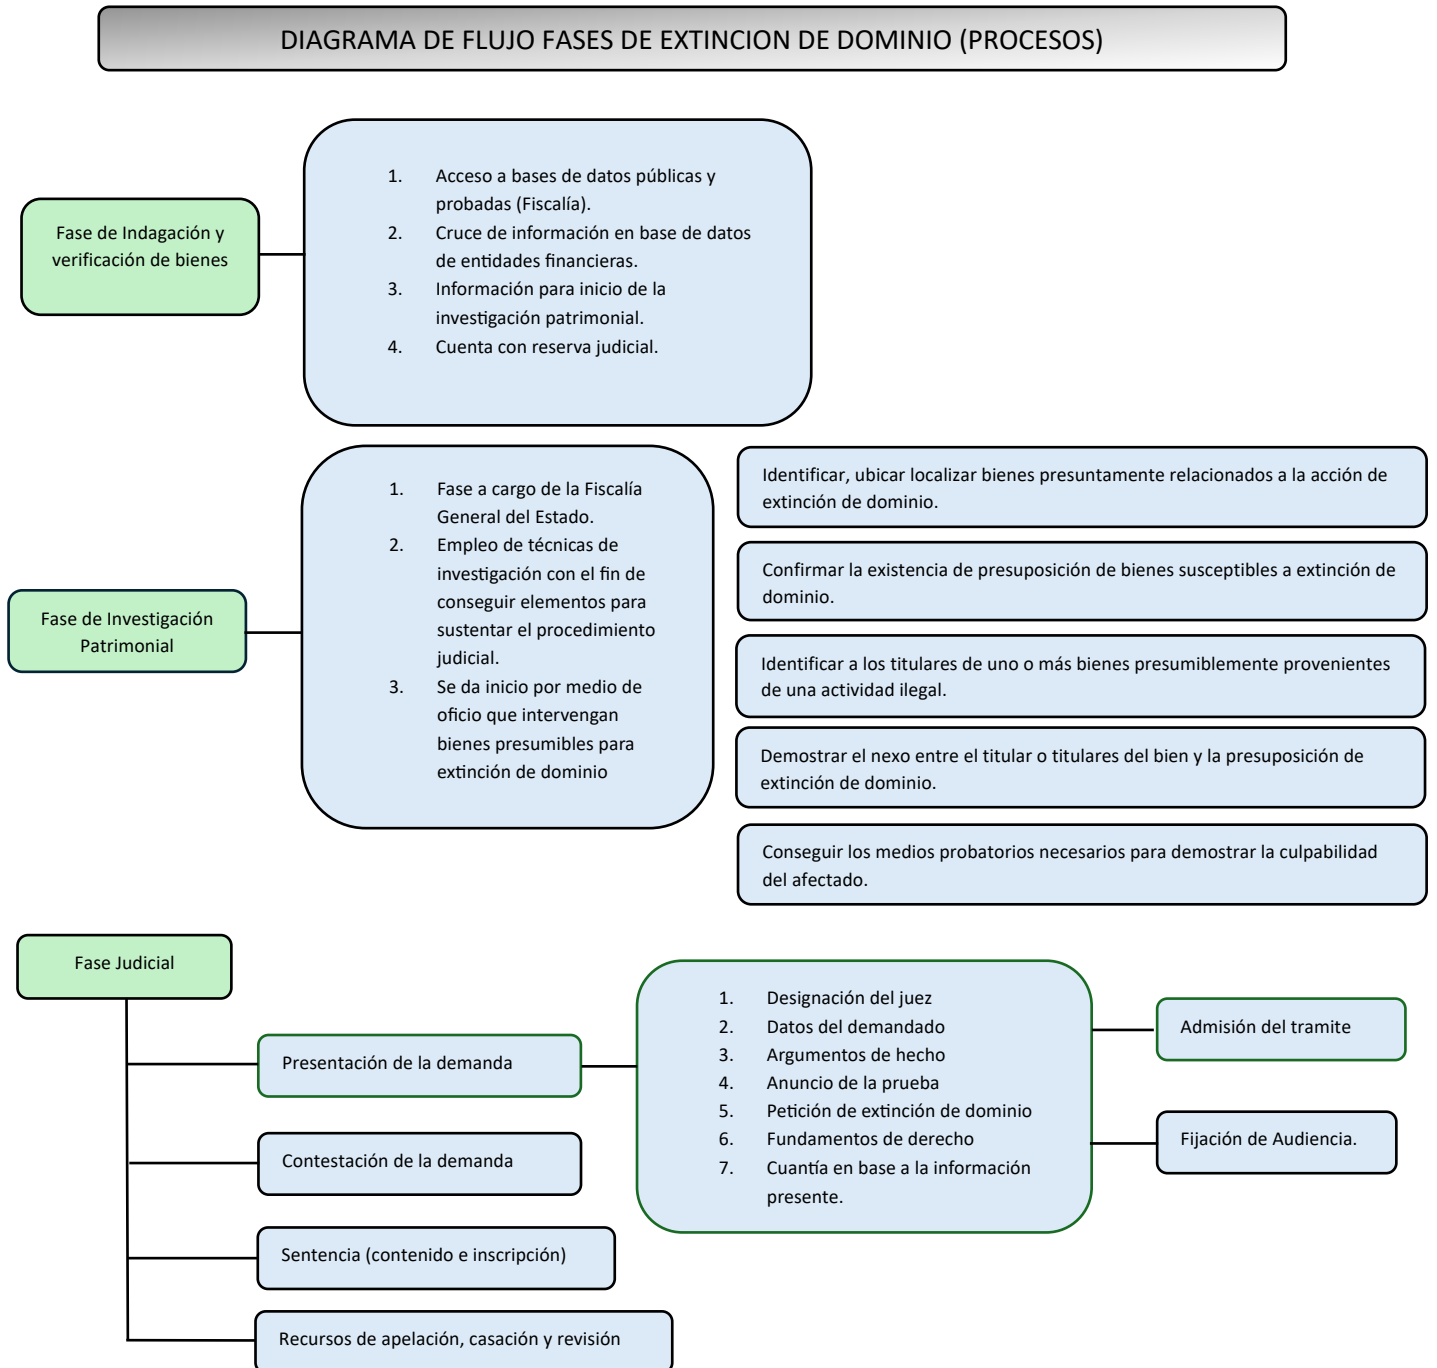 DIAGRAMA DE FLUJO FASES DE EXTINCION DE DOMINIO (PROCESOS)
Fase de Indagación y
verificación de bienes
1. Acceso a bases de datos públicas y
probadas (Fiscalía).
2. Cruce de información en base de datos
de entidades financieras.
3. Información para inicio de la
investigación patrimonial.
4. Cuenta con reserva judicial.
Fase de Investigación
Patrimonial
1. Fase a cargo de la Fiscalía
General del Estado.
2. Empleo de técnicas de
investigación con el fin de
conseguir elementos para
sustentar el procedimiento
judicial.
3. Se da inicio por medio de
oficio que intervengan
bienes presumibles para
extinción de dominio
Identificar, ubicar localizar bienes presuntamente relacionados a la acción de
extinción de dominio.
Confirmar la existencia de presuposición de bienes susceptibles a extinción de
dominio.
Identificar a los titulares de uno o más bienes presumiblemente provenientes
de una actividad ilegal.
Demostrar el nexo entre el titular o titulares del bien y la presuposición de
extinción de dominio.
Conseguir los medios probatorios necesarios para demostrar la culpabilidad
del afectado.
Fase Judicial
Presentación de la demanda
1. Designación del juez
2. Datos del demandado
3. Argumentos de hecho
4. Anuncio de la prueba
5. Petición de extinción de dominio
6. Fundamentos de derecho
7. Cuantía en base a la información
presente.
Admisión del tramite
Fijación de Audiencia.
Contestación de la demanda
Sentencia (contenido e inscripción)
Recursos de apelación, casación y revisión